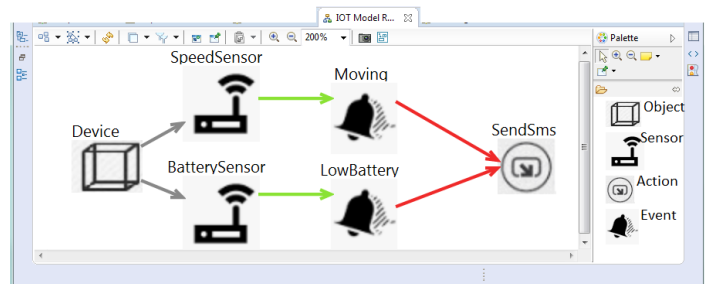 IOT Model R...
200%
Palette
SpeedSensor
Moving
Device
SendSms
BatterySensor
LowBattery
Object
Sensor
Action
Event